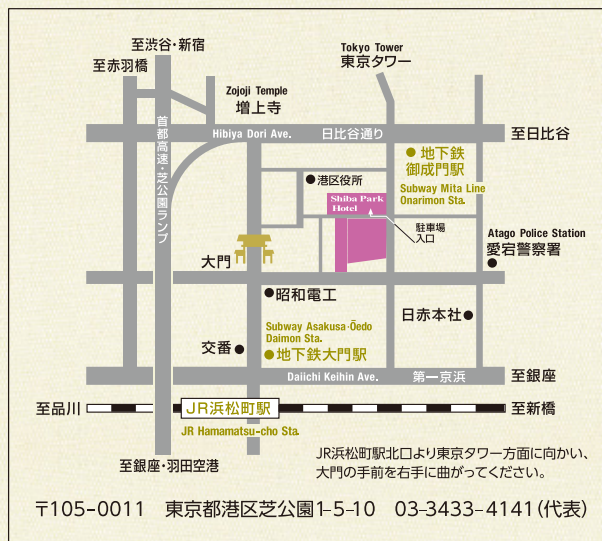 至渋谷・新宿
至赤羽橋
Tokyo Tower
東京タワー
Zojoji Temple
増上寺
首都高速・芝公園ランプ
Hibiya Dori Ave.
日比谷通り
至日比谷
地下鉄
御成門駅
Subway Mita Line
Onarimon Sta.
港区役所
Shiba Park
Hotel
駐車場
入口
Atago Police Station
愛宕警察署
大門
昭和電工
日赤本社
Subway Asakusa·Ōedo
Daimon Sta.
交番
地下鉄大門駅
Daiichi Keihin Ave.
第一京浜
至銀座
至品川
JR浜松町駅
至新橋
JR Hamamatsu-cho Sta.
至銀座・羽田空港
JR浜松町駅北口より東京タワー方面に向かい、
大門の手前を右手に曲がってください。
〒105-0011 東京都港区芝公園1-5-10 03-3433-4141(代表)